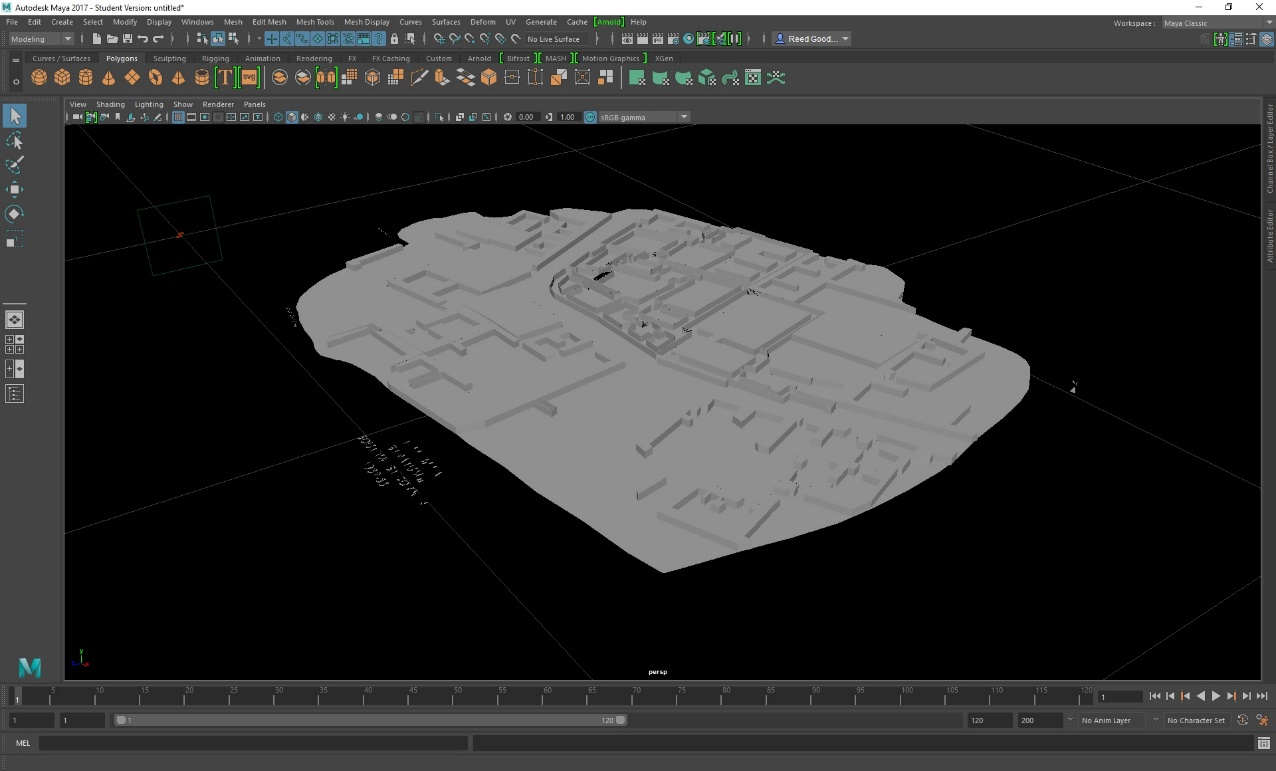 Autodesk Maya 2017 - Student Version: untitled*
File Edit Create Select Modify Display Windows Mesh Edit Mesh Mesh Tools Mesh Display Curves Surfaces Deform UV Generate Cache [Arnold] Help
Workspace : Maya Classic
Modeling No Live Surface Reed Good...
Curves / Surfaces Polygons Sculpting Rigging Animation Rendering FX FX Caching Custom Arnold [ Bifrost ] [ MASH ] [ Motion Graphics ] XGen
T svg
View Shading Lighting Show Renderer Panels
0.00 1.00 sRGB gamma
Channel Box / Layer Editor
Attribute Editor
y
persp
5 10 15 20 25 30 35 40 45 50 55 60 65 70 75 80 85 90 95 100 105 110 115 120
1 1
1 1 1 120 120 200 No Anim Layer No Character Set
MEL